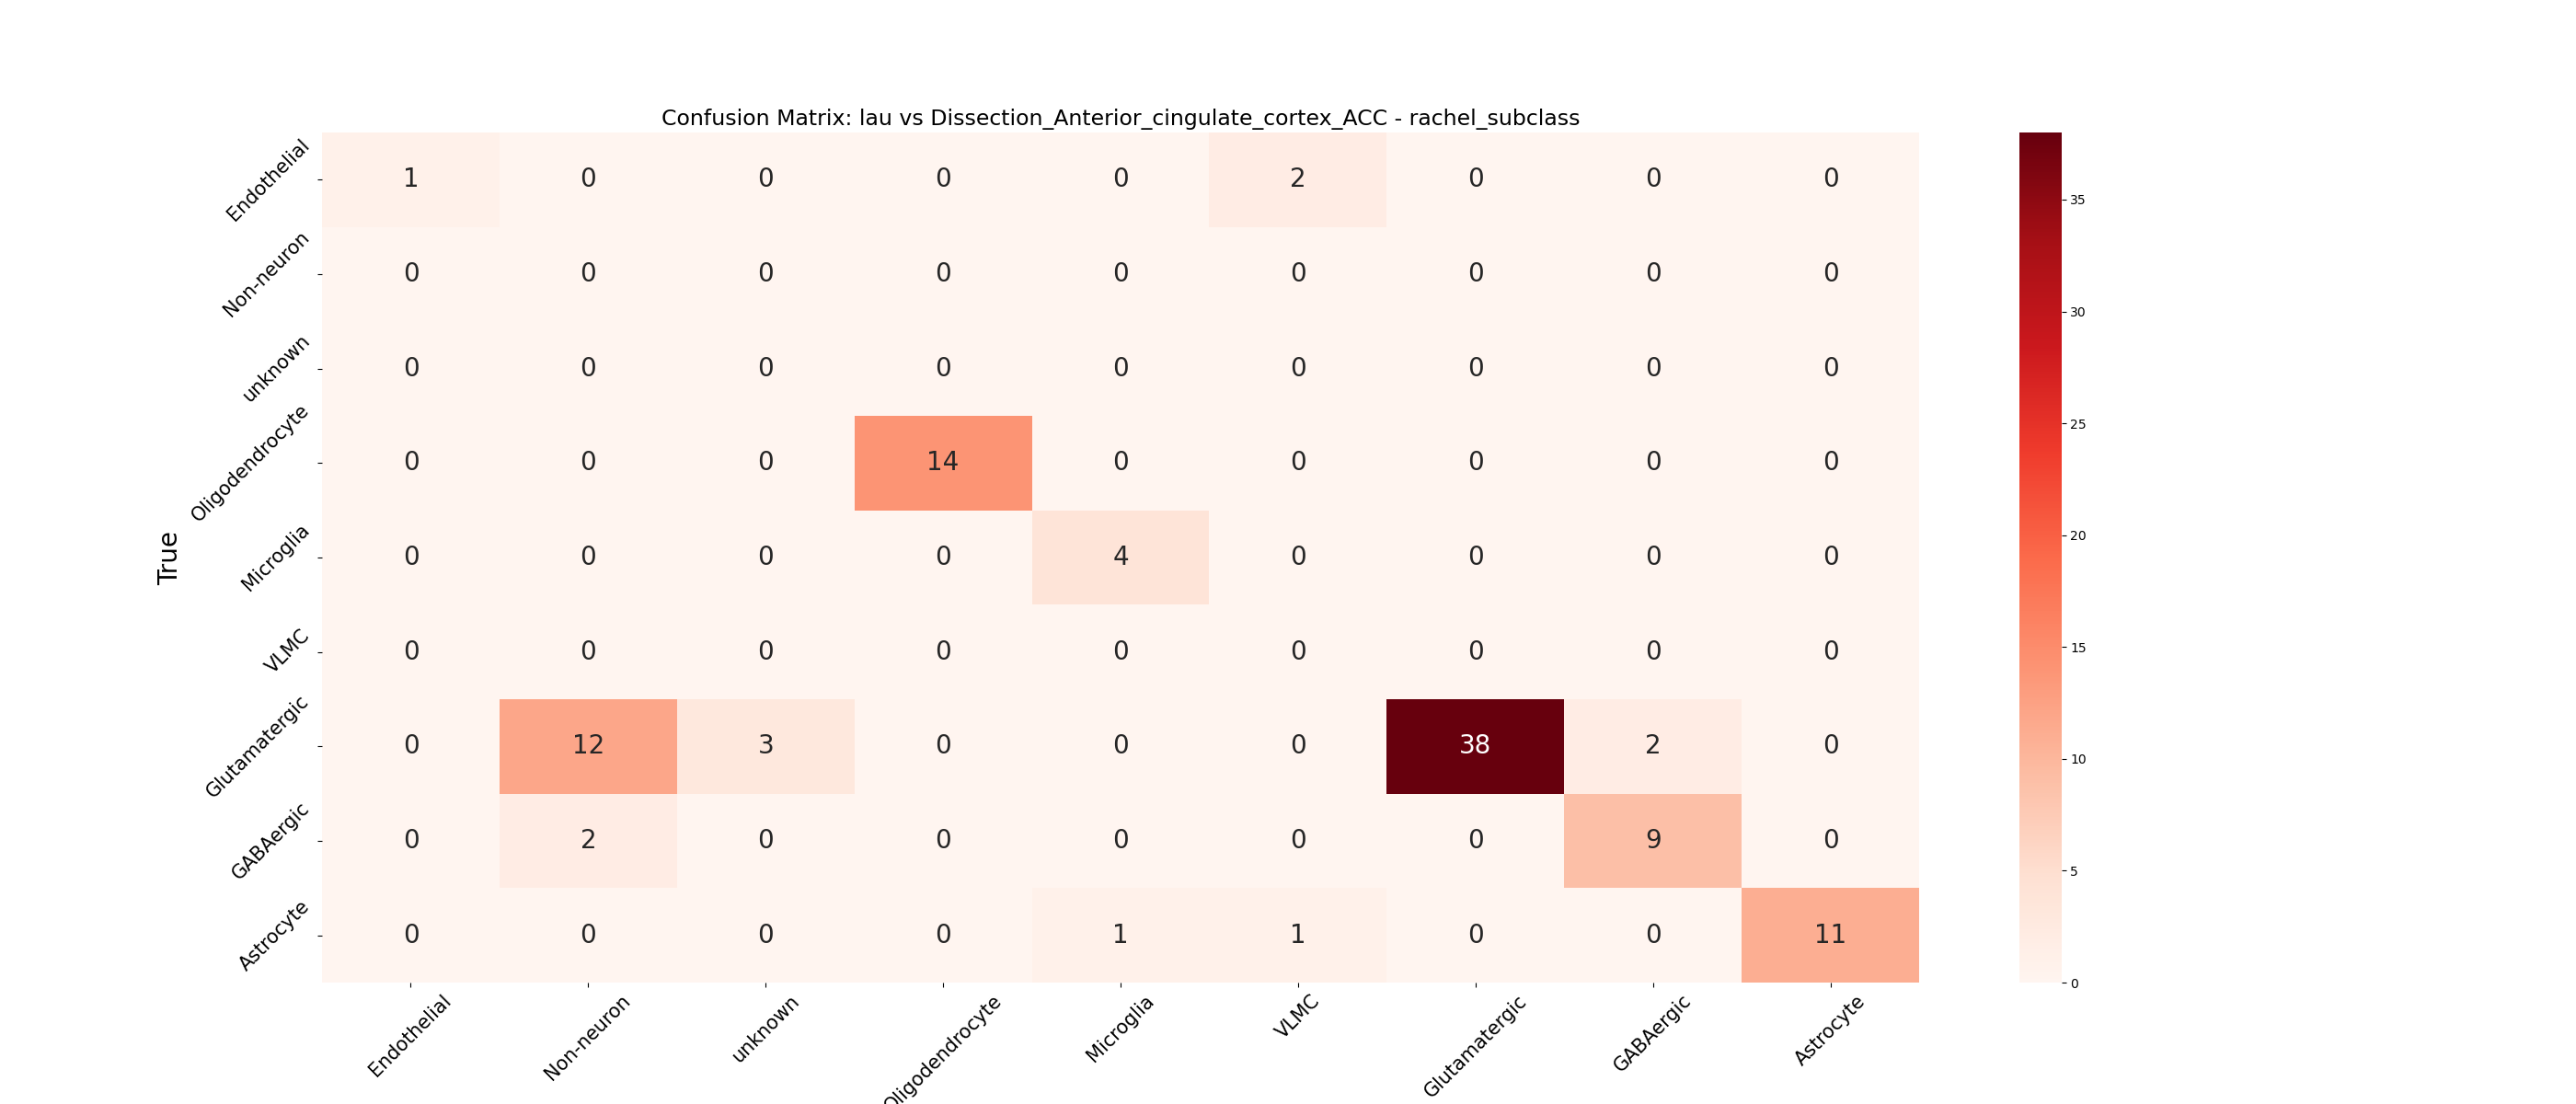 Confusion Matrix: lau vs Dissection_Anterior_cingulate_cortex_ACC - rachel_subclass
True
Endothelial 1 0 0 0 0 2 0 0 0
Non-neuron 0 0 0 0 0 0 0 0 0
unknown 0 0 0 0 0 0 0 0 0
Oligodendrocyte 0 0 0 14 0 0 0 0 0
Microglia 0 0 0 0 4 0 0 0 0
VLMC 0 0 0 0 0 0 0 0 0
Glutamatergic 0 12 3 0 0 0 38 2 0
GABAergic 0 2 0 0 0 0 0 9 0
Astrocyte 0 0 0 0 1 1 0 0 11
Endothelial Non-neuron unknown Oligodendrocyte Microglia VLMC Glutamatergic GABAergic Astrocyte
35
30
25
20
15
10
5
0